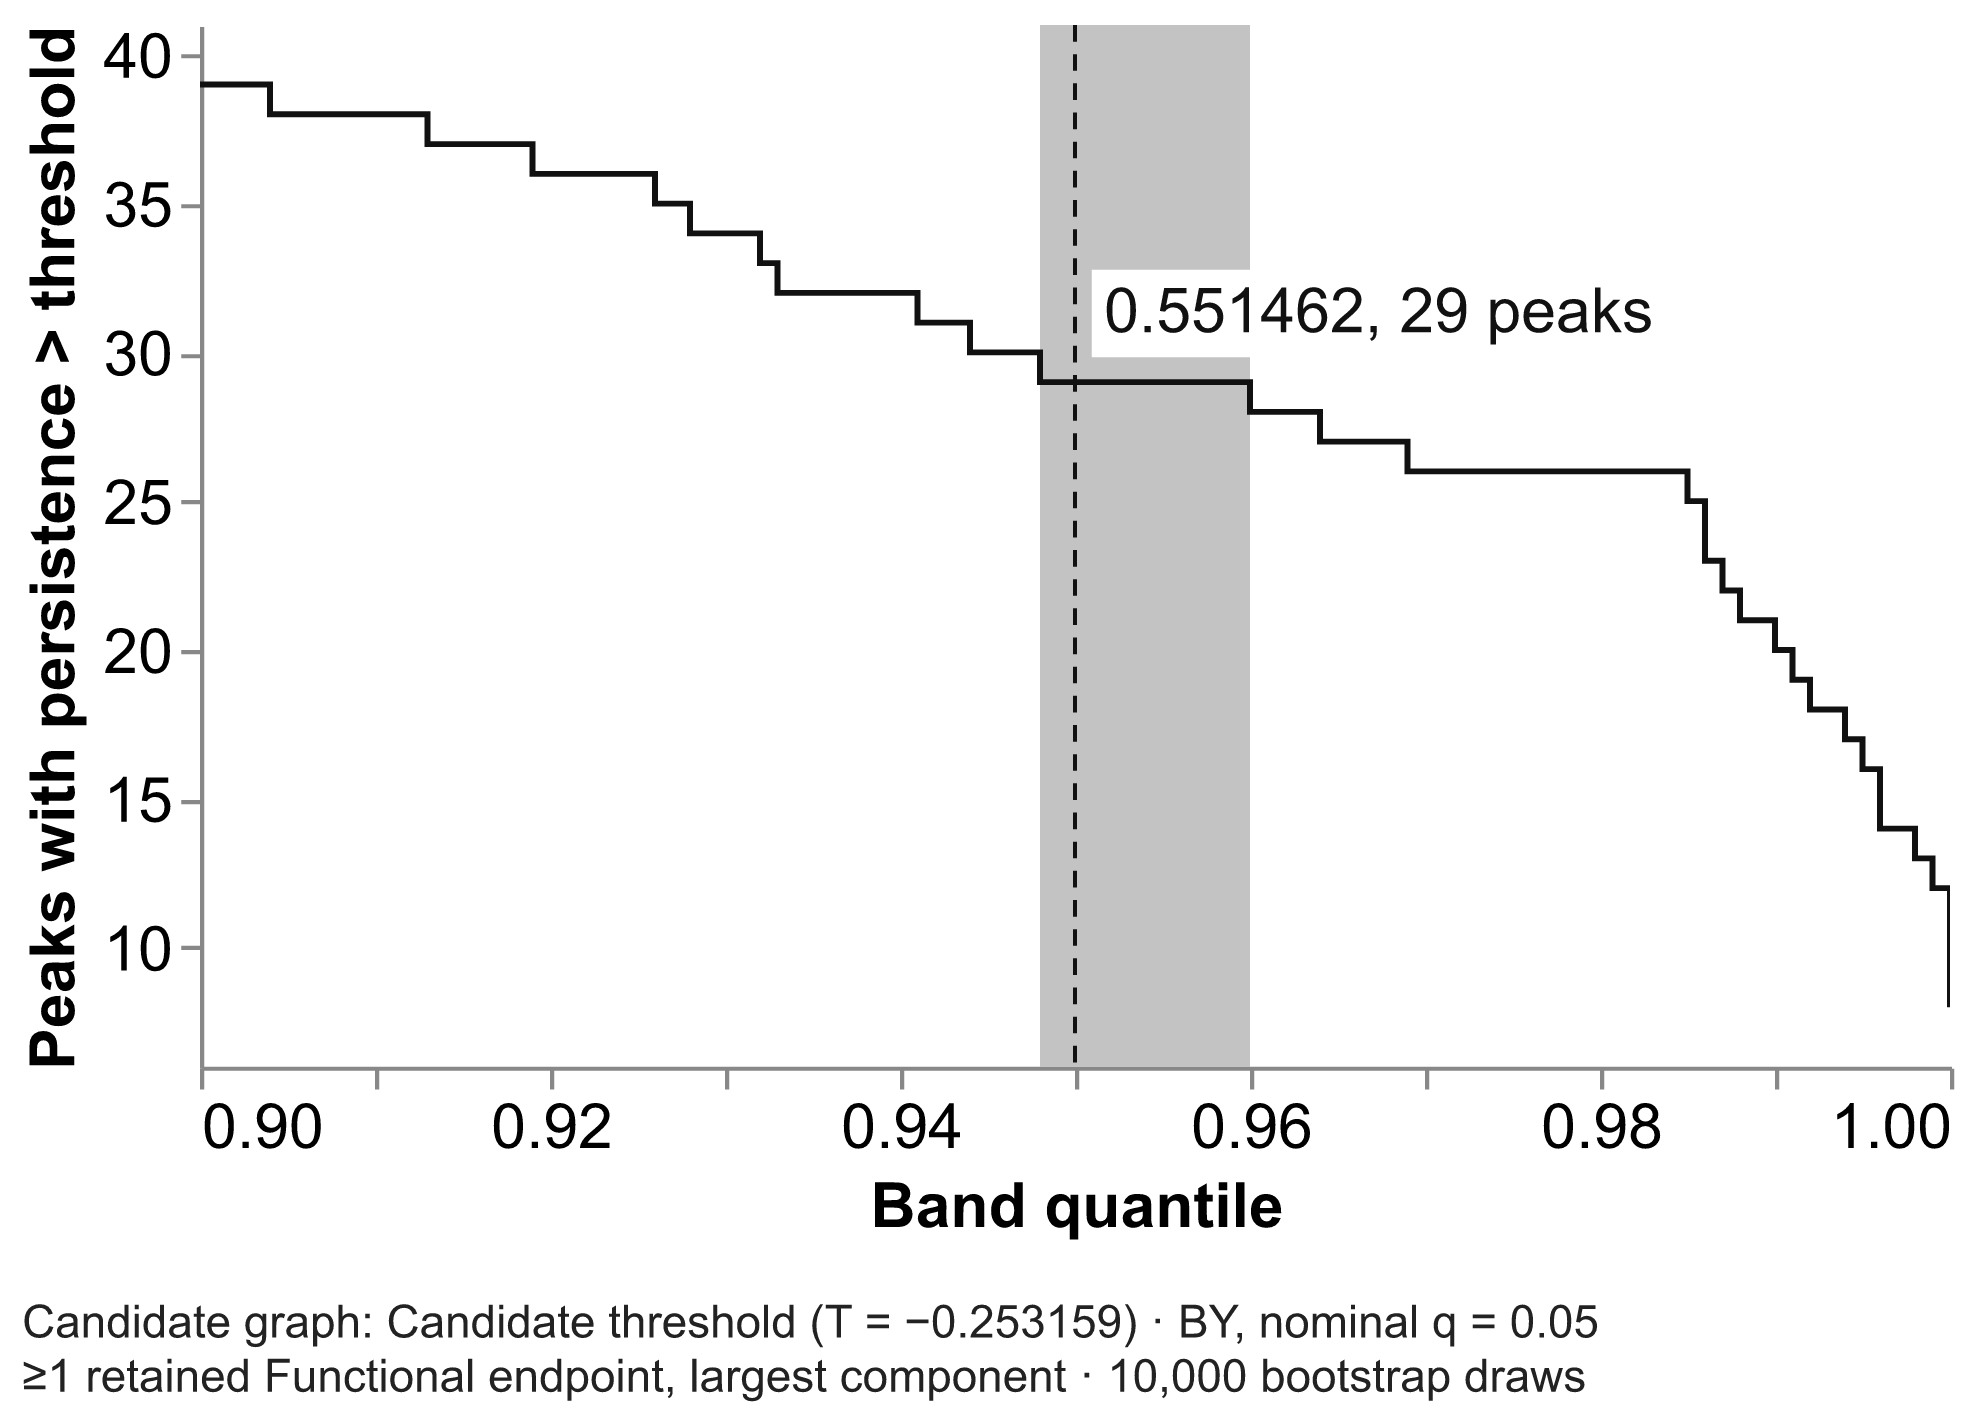 Peaks with persistence > threshold
40
35
30
25
20
15
10
0.551462, 29 peaks
0.90 0.92 0.94 0.96 0.98 1.00
Band quantile
Candidate graph: Candidate threshold (T = −0.253159) · BY, nominal q = 0.05
≥1 retained Functional endpoint, largest component · 10,000 bootstrap draws